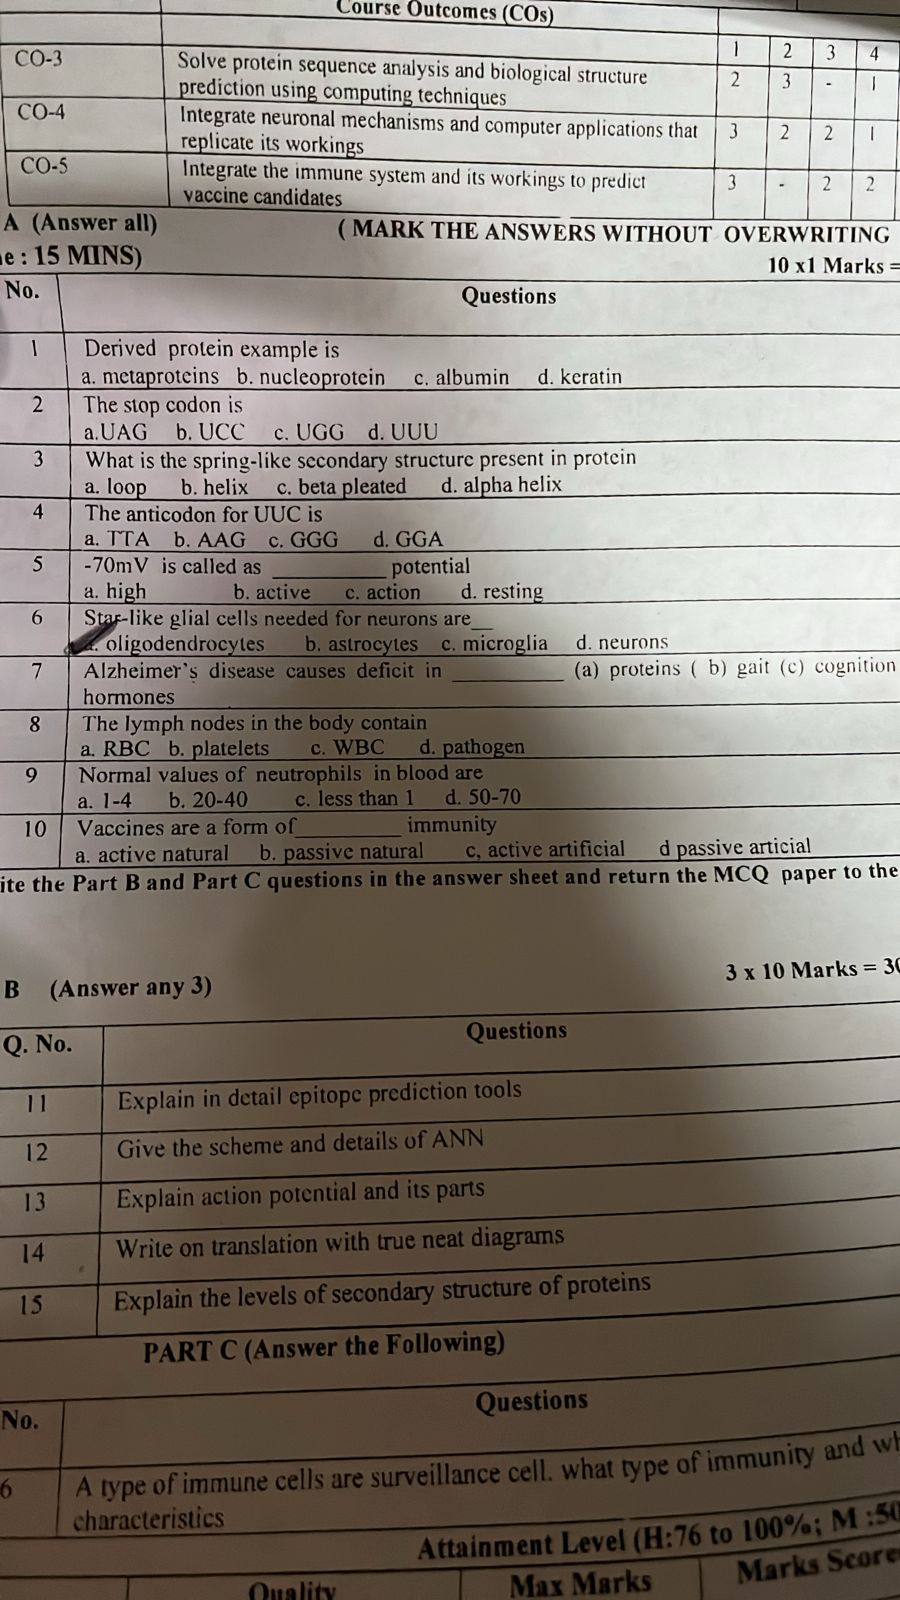 Course Outcomes (COs)
1 2 3 4
CO-3 Solve protein sequence analysis and biological structure prediction using computing techniques 2 3 - 1
CO-4 Integrate neuronal mechanisms and computer applications that replicate its workings 3 2 2 1
CO-5 Integrate the immune system and its workings to predict vaccine candidates 3 - 2 2
A (Answer all) ( MARK THE ANSWERS WITHOUT OVERWRITING
: 15 MINS) 10 x1 Marks =
No. Questions
1 Derived protein example is
a. metaproteins b. nucleoprotein c. albumin d. keratin
2 The stop codon is
a.UAG b. UCC c. UGG d. UUU
3 What is the spring-like secondary structure present in protein
a. loop b. helix c. beta pleated d. alpha helix
4 The anticodon for UUC is
a. TTA b. AAG c. GGG d. GGA
5 -70mV is called as __________ potential
a. high b. active c. action d. resting
6 Star-like glial cells needed for neurons are__
oligodendrocytes b. astrocytes c. microglia d. neurons
7 Alzheimer's disease causes deficit in __________ (a) proteins ( b) gait (c) cognition
hormones
8 The lymph nodes in the body contain
a. RBC b. platelets c. WBC d. pathogen
9 Normal values of neutrophils in blood are
a. 1-4 b. 20-40 c. less than 1 d. 50-70
10 Vaccines are a form of_________ immunity
a. active natural b. passive natural c, active artificial d passive articial
the Part B and Part C questions in the answer sheet and return the MCQ paper to the
3 x 10 Marks =
B (Answer any 3)
Q. No. Questions
11 Explain in detail epitope prediction tools
12 Give the scheme and details of ANN
13 Explain action potential and its parts
14 Write on translation with true neat diagrams
15 Explain the levels of secondary structure of proteins
PART C (Answer the Following)
No. Questions
6 A type of immune cells are surveillance cell. what type of immunity and
characteristics
Attainment Level (H:76 to 100%; M :50
Quality Max Marks Marks Score